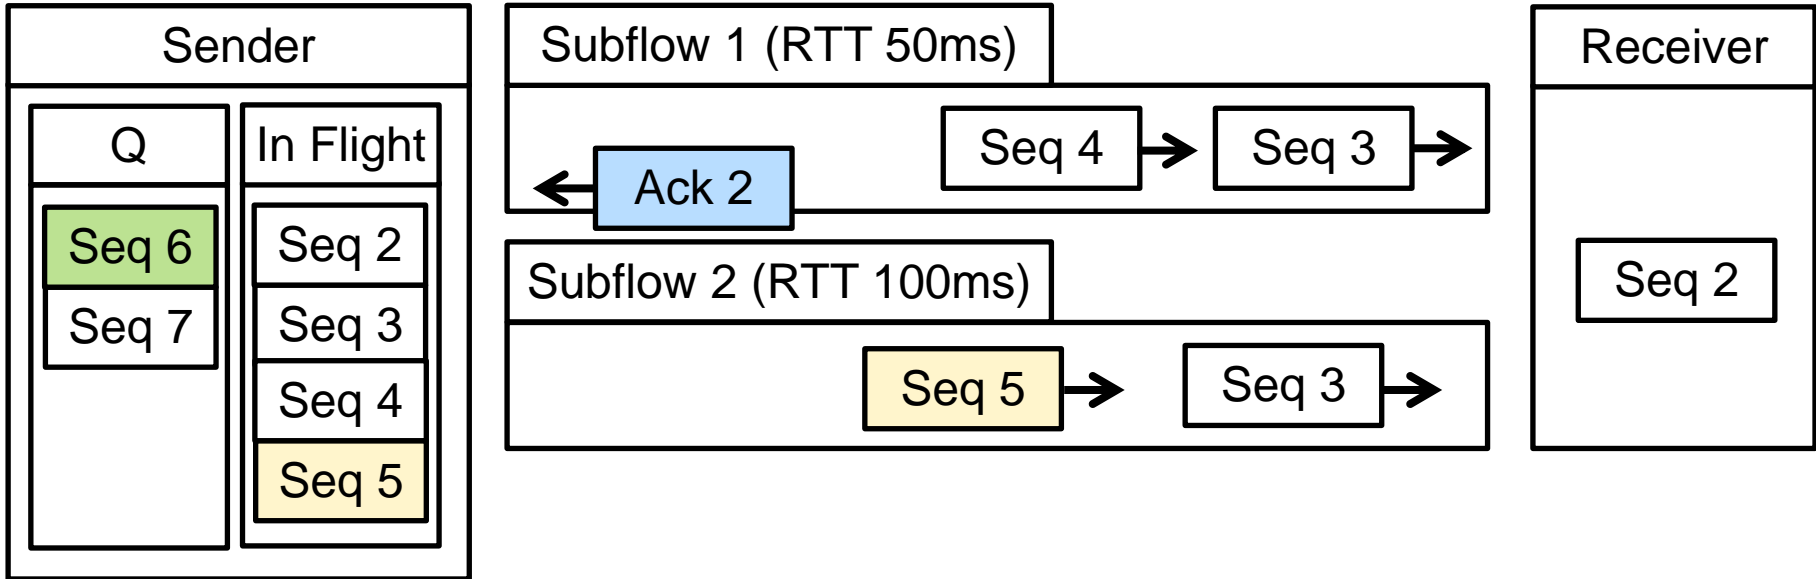 Sender
Q
In Flight
Seq 6
Seq 7
Seq 2
Seq 3
Seq 4
Seq 5
Subflow 1 (RTT 50ms)
Ack 2
Seq 4
Seq 3
Subflow 2 (RTT 100ms)
Seq 5
Seq 3
Receiver
Seq 2